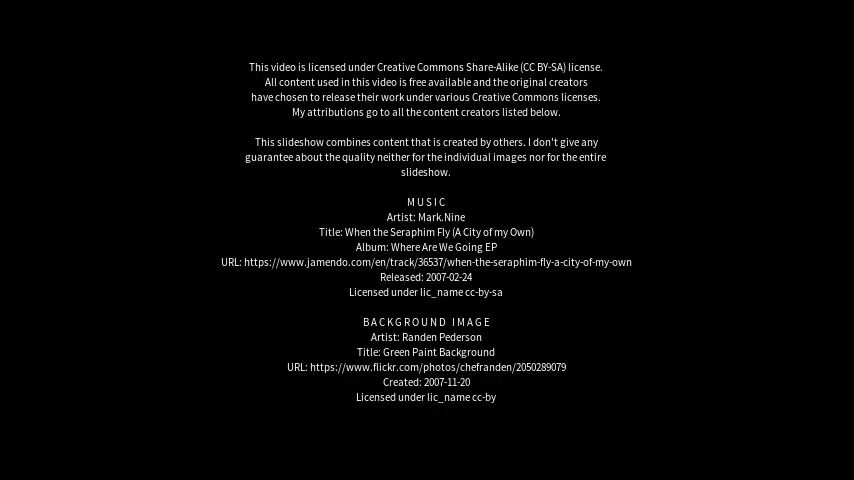 This video is licensed under Creative Commons Share-Alike (CC BY-SA) license.
All content used in this video is free available and the original creators
have chosen to release their work under various Creative Commons licenses.
My attributions go to all the content creators listed below.
This slideshow combines content that is created by others. I don't give any
guarantee about the quality neither for the individual images nor for the entire
slideshow.
MUSIC
Artist: Mark,Nine
Title: When the Seraphim Fly (A City of my Own)
Album: Where Are We Going EP
URL: https://www.jamendo.com/en/track/36537/when-the-seraphim-fly-a-city-of-my-own
Released: 2007-02-24
Licensed under lic_name cc-by-sa
BACKGROUND IMAGE
Artist: Randen Pederson
Title: Green Paint Background
URL: https://www.flickr.com/photos/chefranden/2050289079
Created: 2007-11-20
Licensed under lic_name cc-by